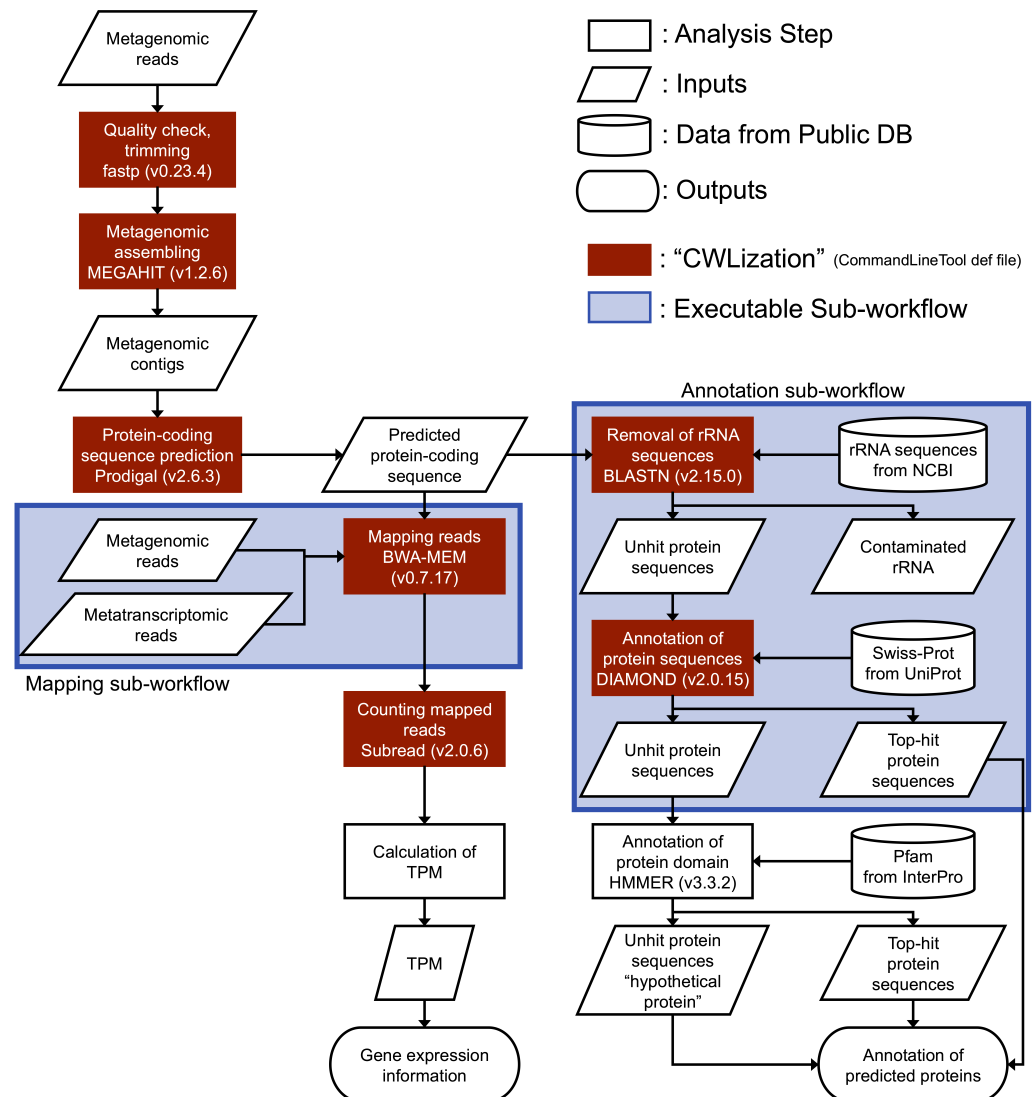 Metagenomic
reads
Quality check,
trimming
fastp (v0.23.4)
Metagenomic
assembling
MEGAHIT (v1.2.6)
Metagenomic
contigs
Protein-coding
sequence prediction
Prodigal (v2.6.3)
Predicted
protein-coding
sequence
: Analysis Step
: Inputs
: Data from Public DB
: Outputs
: “CWLization” (CommandLineTool def file)
: Executable Sub-workflow
Metagenomic
reads
Metatranscriptomic
reads
Mapping reads
BWA-MEM
(v0.7.17)
Mapping sub-workflow
Counting mapped
reads
Subread (v2.0.6)
Calculation of
TPM
TPM
Gene expression
information
Annotation sub-workflow
Removal of rRNA
sequences
BLASTN (v2.15.0)
rRNA sequences
from NCBI
Unhit protein
sequences
Contaminated
rRNA
Annotation of
protein sequences
DIAMOND (v2.0.15)
Swiss-Prot
from UniProt
Unhit protein
sequences
Top-hit
protein
sequences
Annotation of
protein domain
HMMER (v3.3.2)
Pfam
from InterPro
Unhit protein
sequences
“hypothetical
protein”
Top-hit
protein
sequences
Annotation of
predicted proteins